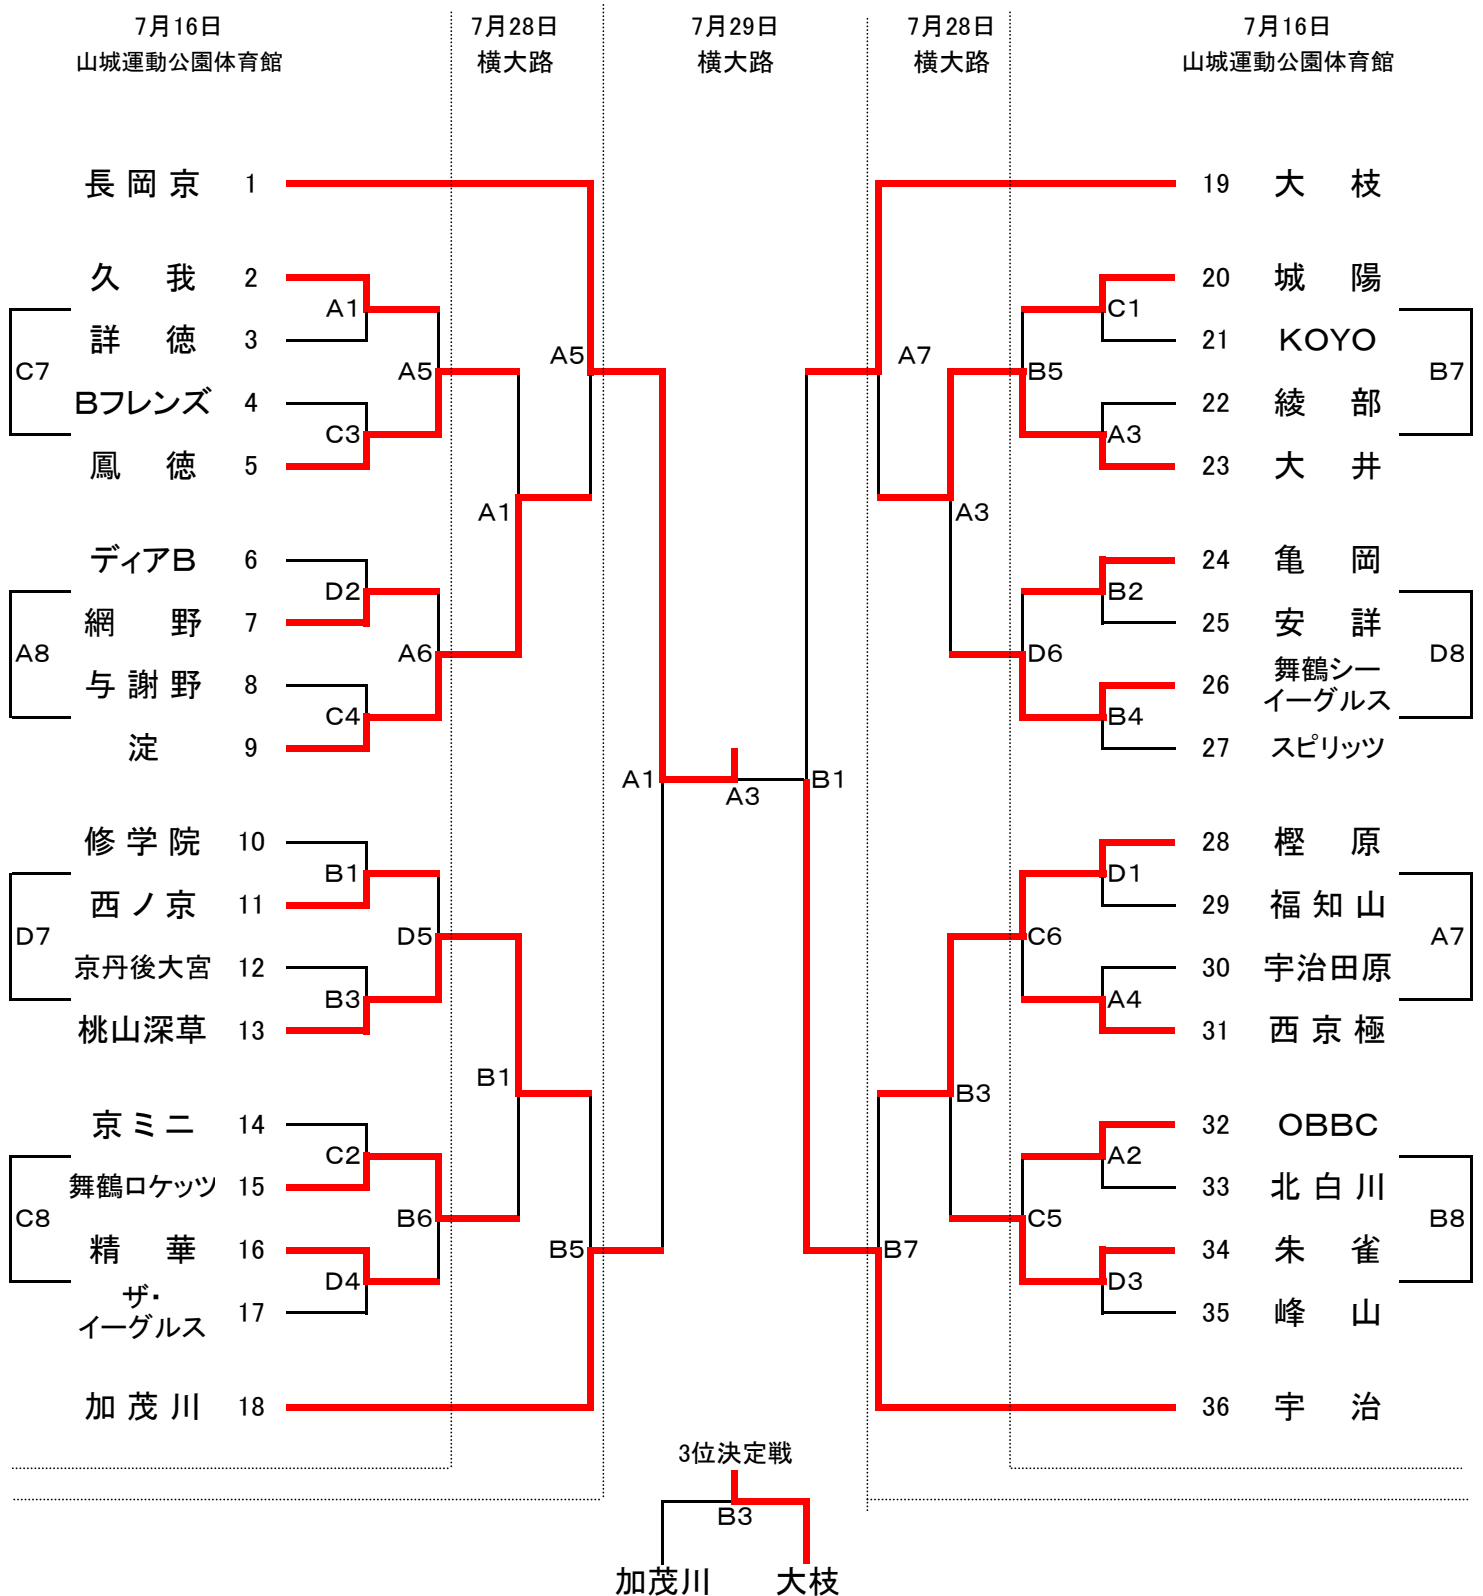 7月16日 7月28日 7月29日 7月28日 7月16日
山城運動公園体育館 横大路 横大路 横大路 山城運動公園体育館
長岡京 1 19 大枝
久我 2 20 城陽
A1 C1
詳徳 3 21 KOYO
C7 A5 A5 A7 B5 B7
Bフレンズ 4 22 綾部
C3 A3
鳳徳 5 23 大井
A1 A3
ディアB 6 24 亀岡
D2 B2
網野 7 25 安詳
A8 A6 D6 D8
与謝野 8 26 舞鶴シー
イーグルス
C4 B4
淀 9 27 スピリッツ
A1 A3 B1
修学院 10 28 樫原
B1 D1
西ノ京 11 29 福知山
D7 D5 C6 A7
京丹後大宮 12 30 宇治田原
B3 A4
桃山深草 13 31 西京極
B1 B3
京ミニ 14 32 OBBC
C2 A2
舞鶴ロケッツ 15 33 北白川
C8 B6 C5 B8
精華 16 B5 B7 34 朱雀
D4 D3
ザ・
イーグルス 17 35 峰山
加茂川 18 36 宇治
3位決定戦
B3
加茂川 大枝